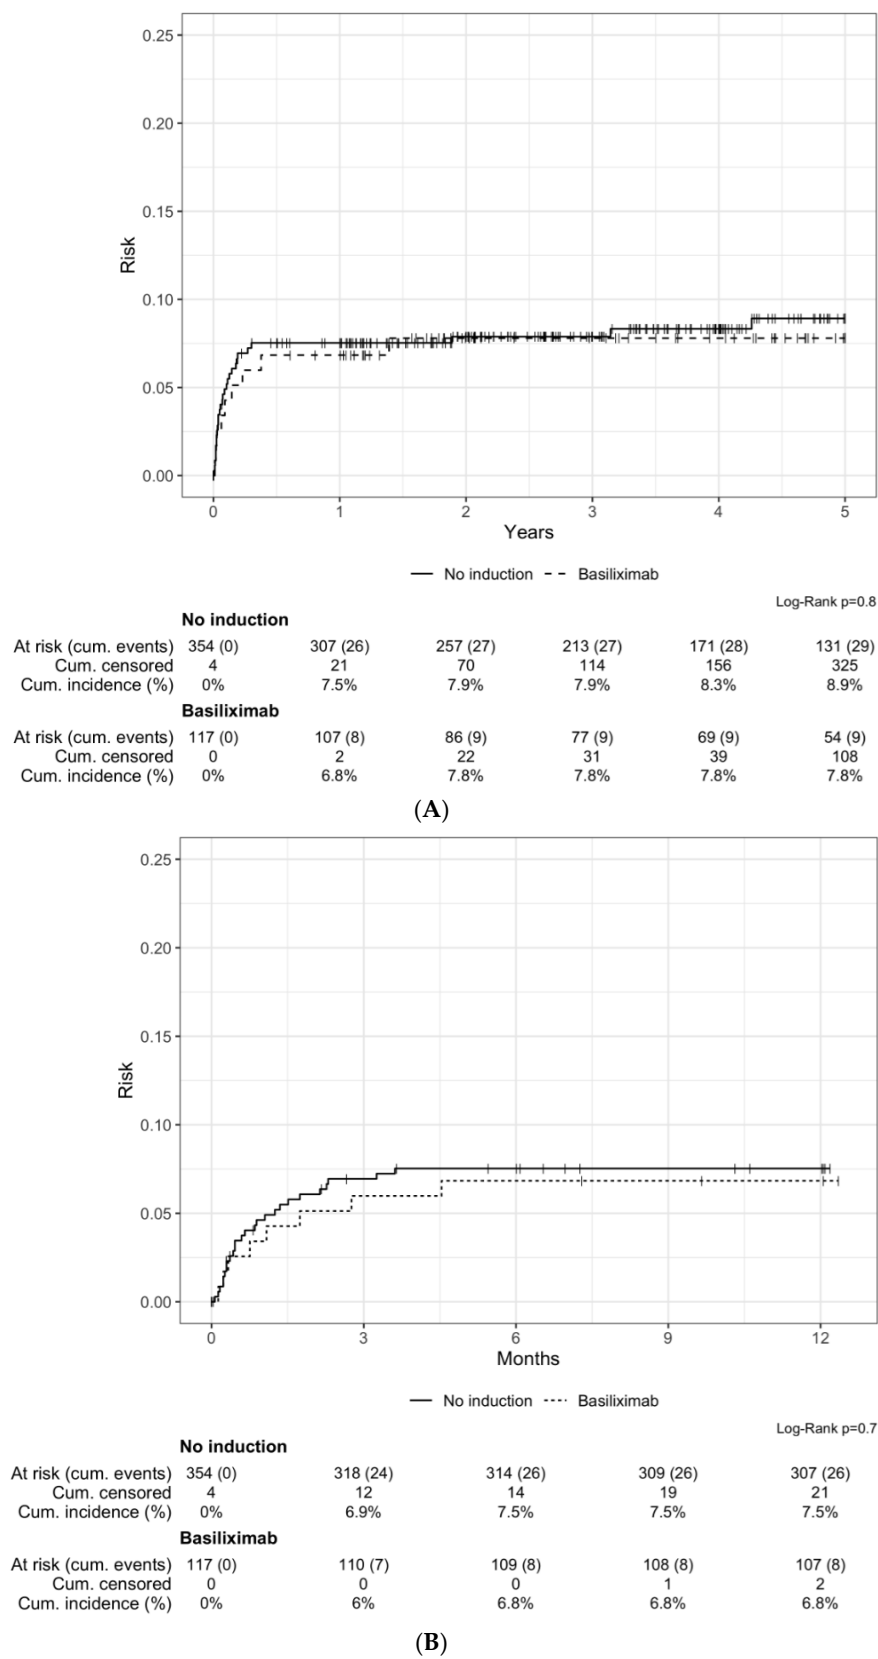 0.25
0.20
0.15
0.10
0.05
0.00
Risk
0 1 2 3 4 5
Years
No induction Basiliximab
Log-Rank p=0.8
No induction
At risk (cum. events) 354 (0) 307 (26) 257 (27) 213 (27) 171 (28) 131 (29)
Cum. censored 4 21 70 114 156 325
Cum. incidence (%) 0% 7.5% 7.9% 7.9% 8.3% 8.9%
Basiliximab
At risk (cum. events) 117 (0) 107 (8) 86 (9) 77 (9) 69 (9) 54 (9)
Cum. censored 0 2 22 31 39 108
Cum. incidence (%) 0% 6.8% 7.8% 7.8% 7.8% 7.8%
(A)
0.25
0.20
0.15
0.10
0.05
0.00
Risk
0 3 6 9 12
Months
No induction Basiliximab
Log-Rank p=0.7
No induction
At risk (cum. events) 354 (0) 318 (24) 314 (26) 309 (26) 307 (26)
Cum. censored 4 12 14 19 21
Cum. incidence (%) 0% 6.9% 7.5% 7.5% 7.5%
Basiliximab
At risk (cum. events) 117 (0) 110 (7) 109 (8) 108 (8) 107 (8)
Cum. censored 0 0 0 1 2
Cum. incidence (%) 0% 6% 6.8% 6.8% 6.8%
(B)